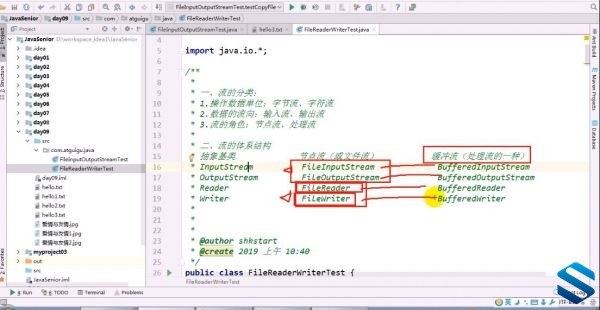 FileInputOutputStreamTest.testCopyFile
JavaSenior
day09
src
com
atguigu
java
FileReaderWriterTest
Project
FileInputOutputStreamTest.java
hello3.txt
FileReaderWriterTest.java
JavaSenior
.idea
day01
day02
day03
day04
day05
day06
day07
day08
day09
src
com.atguigu.java
FileInputOutputStreamTest
FileReaderWriterTest
day09.iml
hello.txt
hello1.txt
hello2.txt
hello3.txt
爱情与友情.jpg
爱情与友情1.jpg
爱情与友情2.jpg
myproject03
out
src
JavaSenior.iml
4
5 import java.io.*;
6
7 /**
8 *
9 * 一、流的分类:
10 * 1.操作数据单位:字节流、字符流
11 * 2.数据的流向:输入流、输出流
12 * 3.流的角色:节点流、处理流
13 *
14 * 二、流的体系结构
15 * 抽象基类 节点流(或文件流) 缓冲流(处理流的一种)
16 * InputStream FileInputStream BufferedInputStream
17 * OutputStream FileOutputStream BufferedOutputStream
18 * Reader FileReader BufferedReader
19 * Writer FileWriter BufferedWriter
20 *
21 *
22 *
23 * @author shkstart
24 * @create 2019 上午 10:40
25 */
26 public class FileReaderWriterTest {
FileReaderWriterTest
6: TODO
Terminal
0: Messages
4: Run
Ant Build
Maven
1: Project
7: Structure
2: Favorites